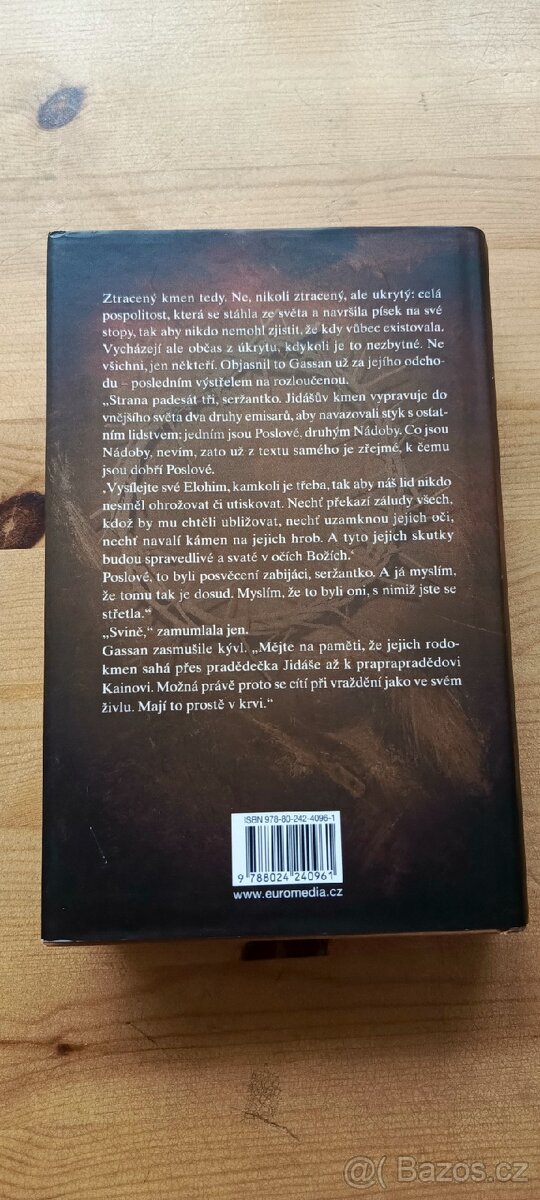 Ztracený kmen tedy. Ne, nikoli ztracený, ale ukrytý: celá
pospolitost, která se stáhla ze světa a navršila písek na své
stopy, tak aby nikdo nemohl zjistit, že kdy vůbec existovala.
Vycházejí ale občas z úkrytu, kdykoli je to nezbytné. Ne
všichni, jen někteří. Objasnil to Gassan už za jejího odcho-
du – posledním výstřelem na rozloučenou.
„Strana padesát tři, seržantko. Jidášův kmen vypravuje do
vnějšího světa dva druhy emisarů, aby navazovali styk s ostat-
ním lidstvem: jedním jsou Poslové, druhým Nádoby. Co jsou
Nádoby, nevím, zato už z textu samého je zřejmé, k čemu
jsou dobří Poslové.
‚Vysílejte své Elohim, kamkoli je třeba, tak aby náš lid nikdo
nesměl ohrožovat či utiskovat. Nechť překazí záludy všech,
kdož by mu chtěli ubližovat, nechť uzamknou jejich oči,
nechť navalí kámen na jejich hrob. A tyto jejich skutky
budou spravedlivé a svaté v očích Božích.‘
Poslové, to byli posvěcení zabijáci, seržantko. A já myslím,
že tomu tak je dosud. Myslím, že to byli oni, s nimiž jste se
střetla.“
„Svině,“ zamumlala jen.
Gassan zasmušile kývl. „Mějte na paměti, že jejich rodo-
kmen sahá přes pradědečka Jidáše až k praprapradědovi
Kainovi. Možná právě proto se cítí při vraždění jako ve svém
živlu. Mají to prostě v krvi.“
ISBN 978-80-242-4096-1
9 788024 240961
www.euromedia.cz
Bazoš.cz